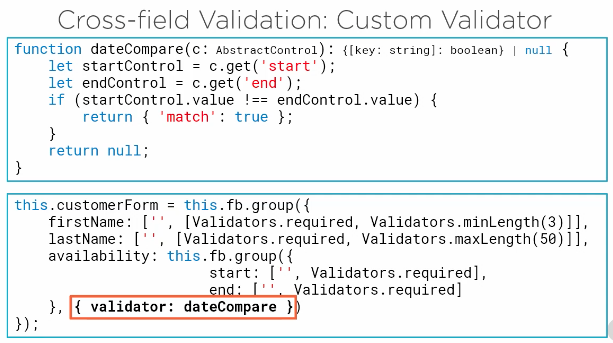 Cross-field Validation: Custom Validator
function dateCompare(c: AbstractControl): {[key: string]: boolean} | null {
    let startControl = c.get('start');
    let endControl = c.get('end');
    if (startControl.value !== endControl.value) {
        return { 'match': true };
    }
    return null;
}
this.customerForm = this.fb.group({
    firstName: ['', [Validators.required, Validators.minLength(3)]],
    lastName: ['', [Validators.required, Validators.maxLength(50)]],
    availability: this.fb.group({
                       start: ['', Validators.required],
                       end: ['', Validators.required]
    }, { validator: dateCompare })
});